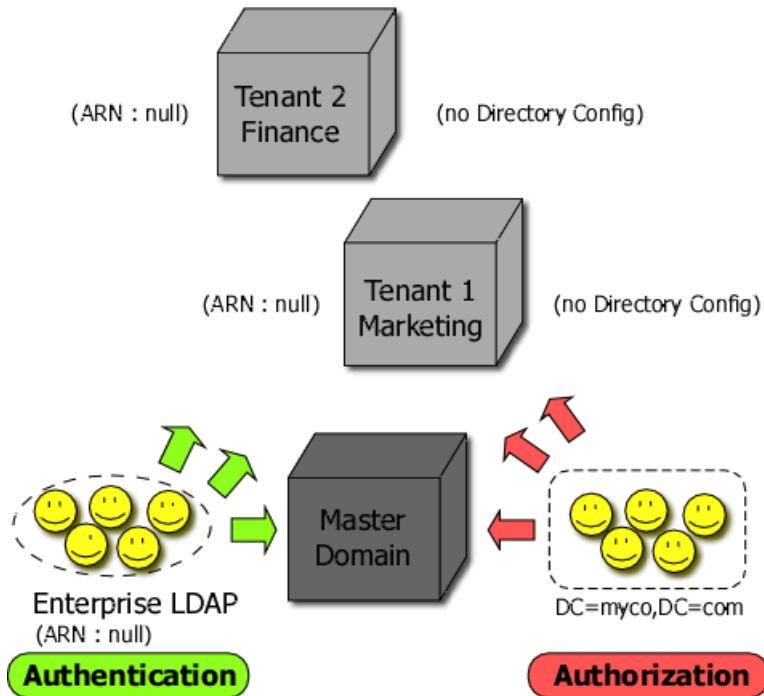 Tenant 2
Finance
(ARN : null)
(no Directory Config)
Tenant 1
Marketing
(ARN : null)
(no Directory Config)
Master
Domain
Enterprise LDAP
(ARN : null)
DC=myco,DC=com
Authentication
Authorization